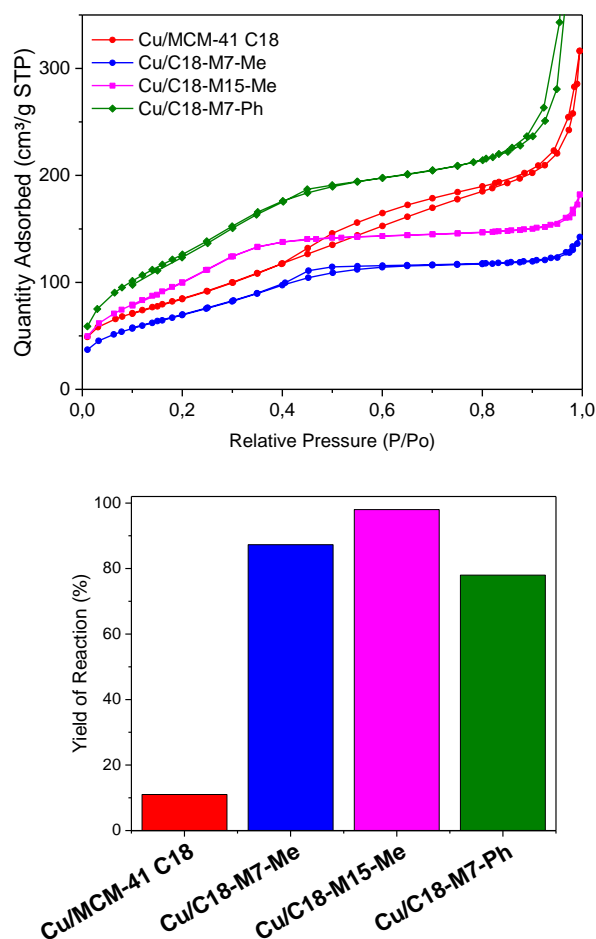 Cu/MCM-41 C18
Cu/C18-M7-Me
Cu/C18-M15-Me
Cu/C18-M7-Ph
Quantity Adsorbed (cm³/g STP)
300
200
100
0
0,0
0,2
0,4
0,6
0,8
1,0
Relative Pressure (P/Po)
Yield of Reaction (%)
100
80
60
40
20
0
Cu/MCM-41 C18
Cu/C18-M7-Me
Cu/C18-M15-Me
Cu/C18-M7-Ph